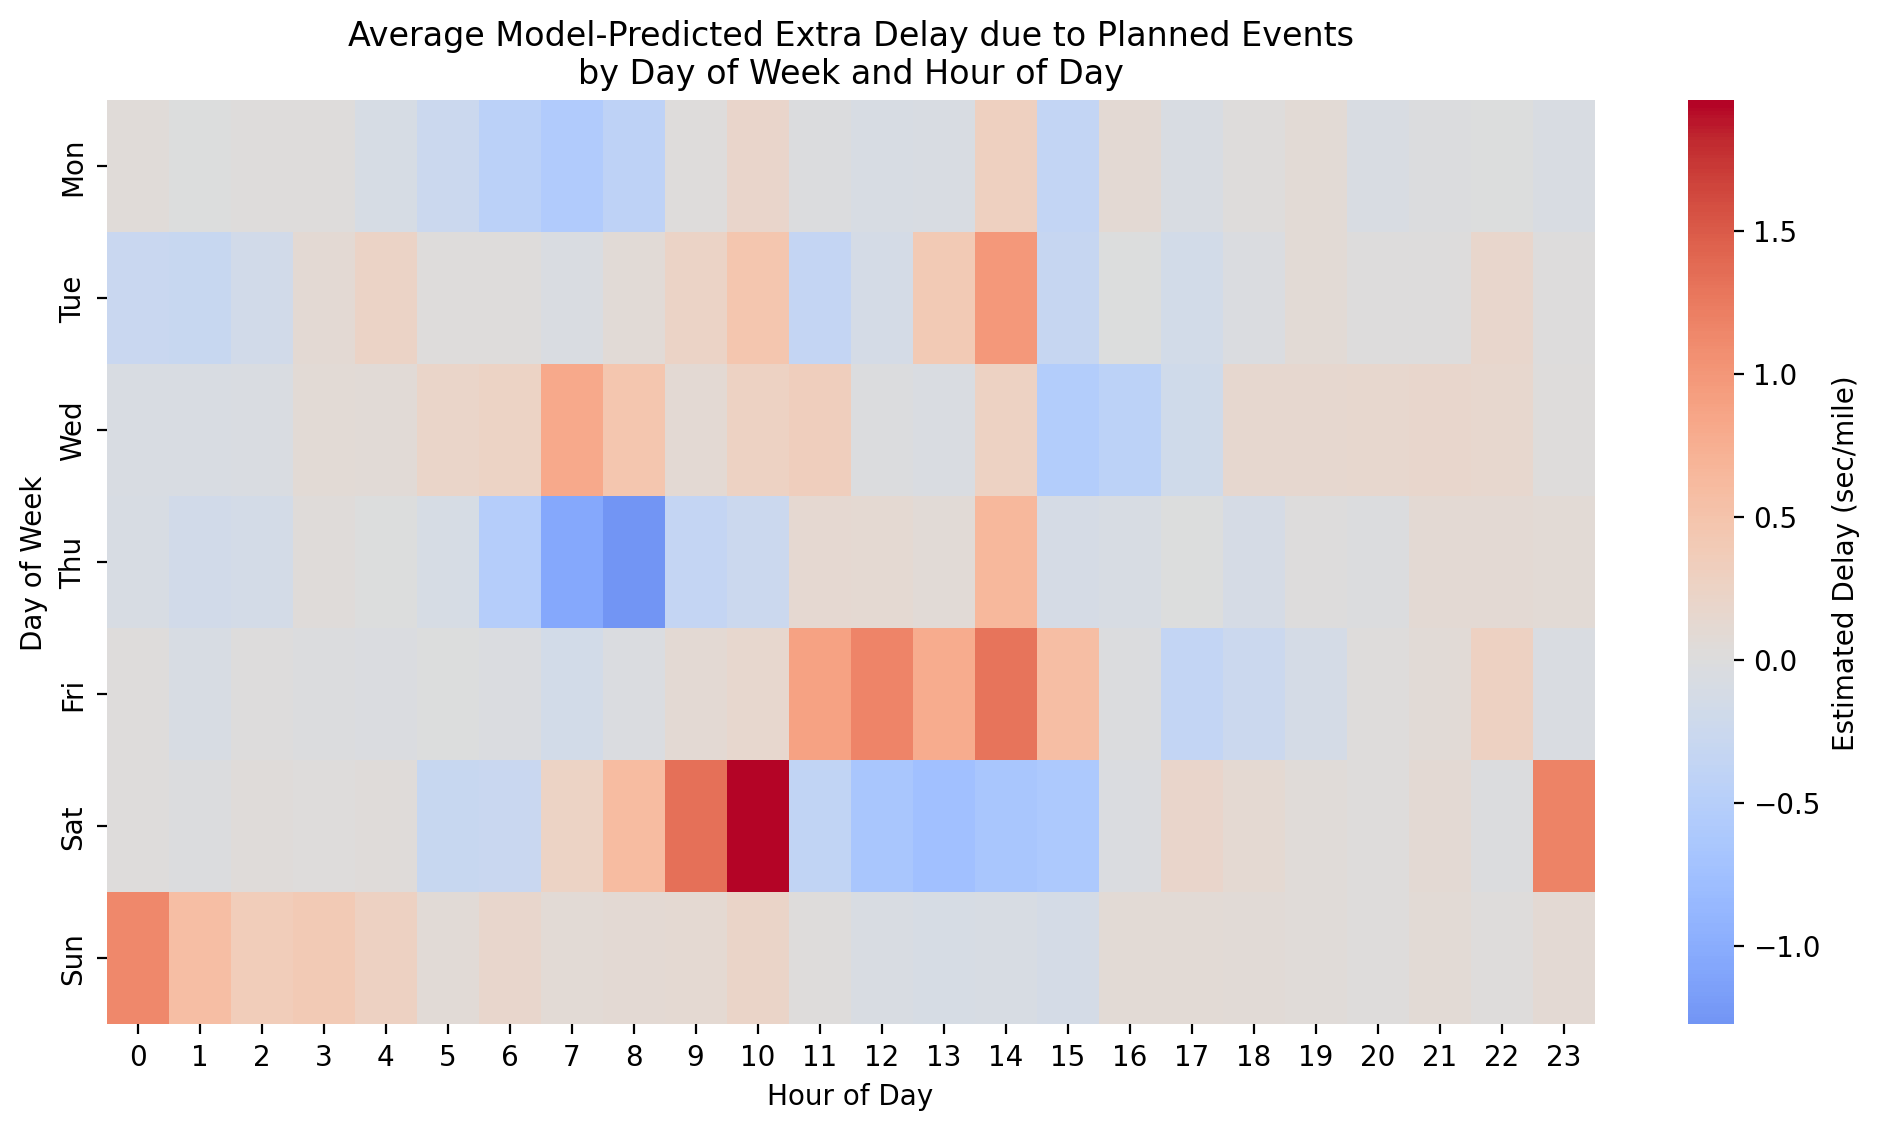 Average Model-Predicted Extra Delay due to Planned Events
by Day of Week and Hour of Day
Day of Week
Mon
Tue
Wed
Thu
Fri
Sat
Sun
0 1 2 3 4 5 6 7 8 9 10 11 12 13 14 15 16 17 18 19 20 21 22 23
Hour of Day
1.5
1.0
0.5
0.0
−0.5
−1.0
Estimated Delay (sec/mile)